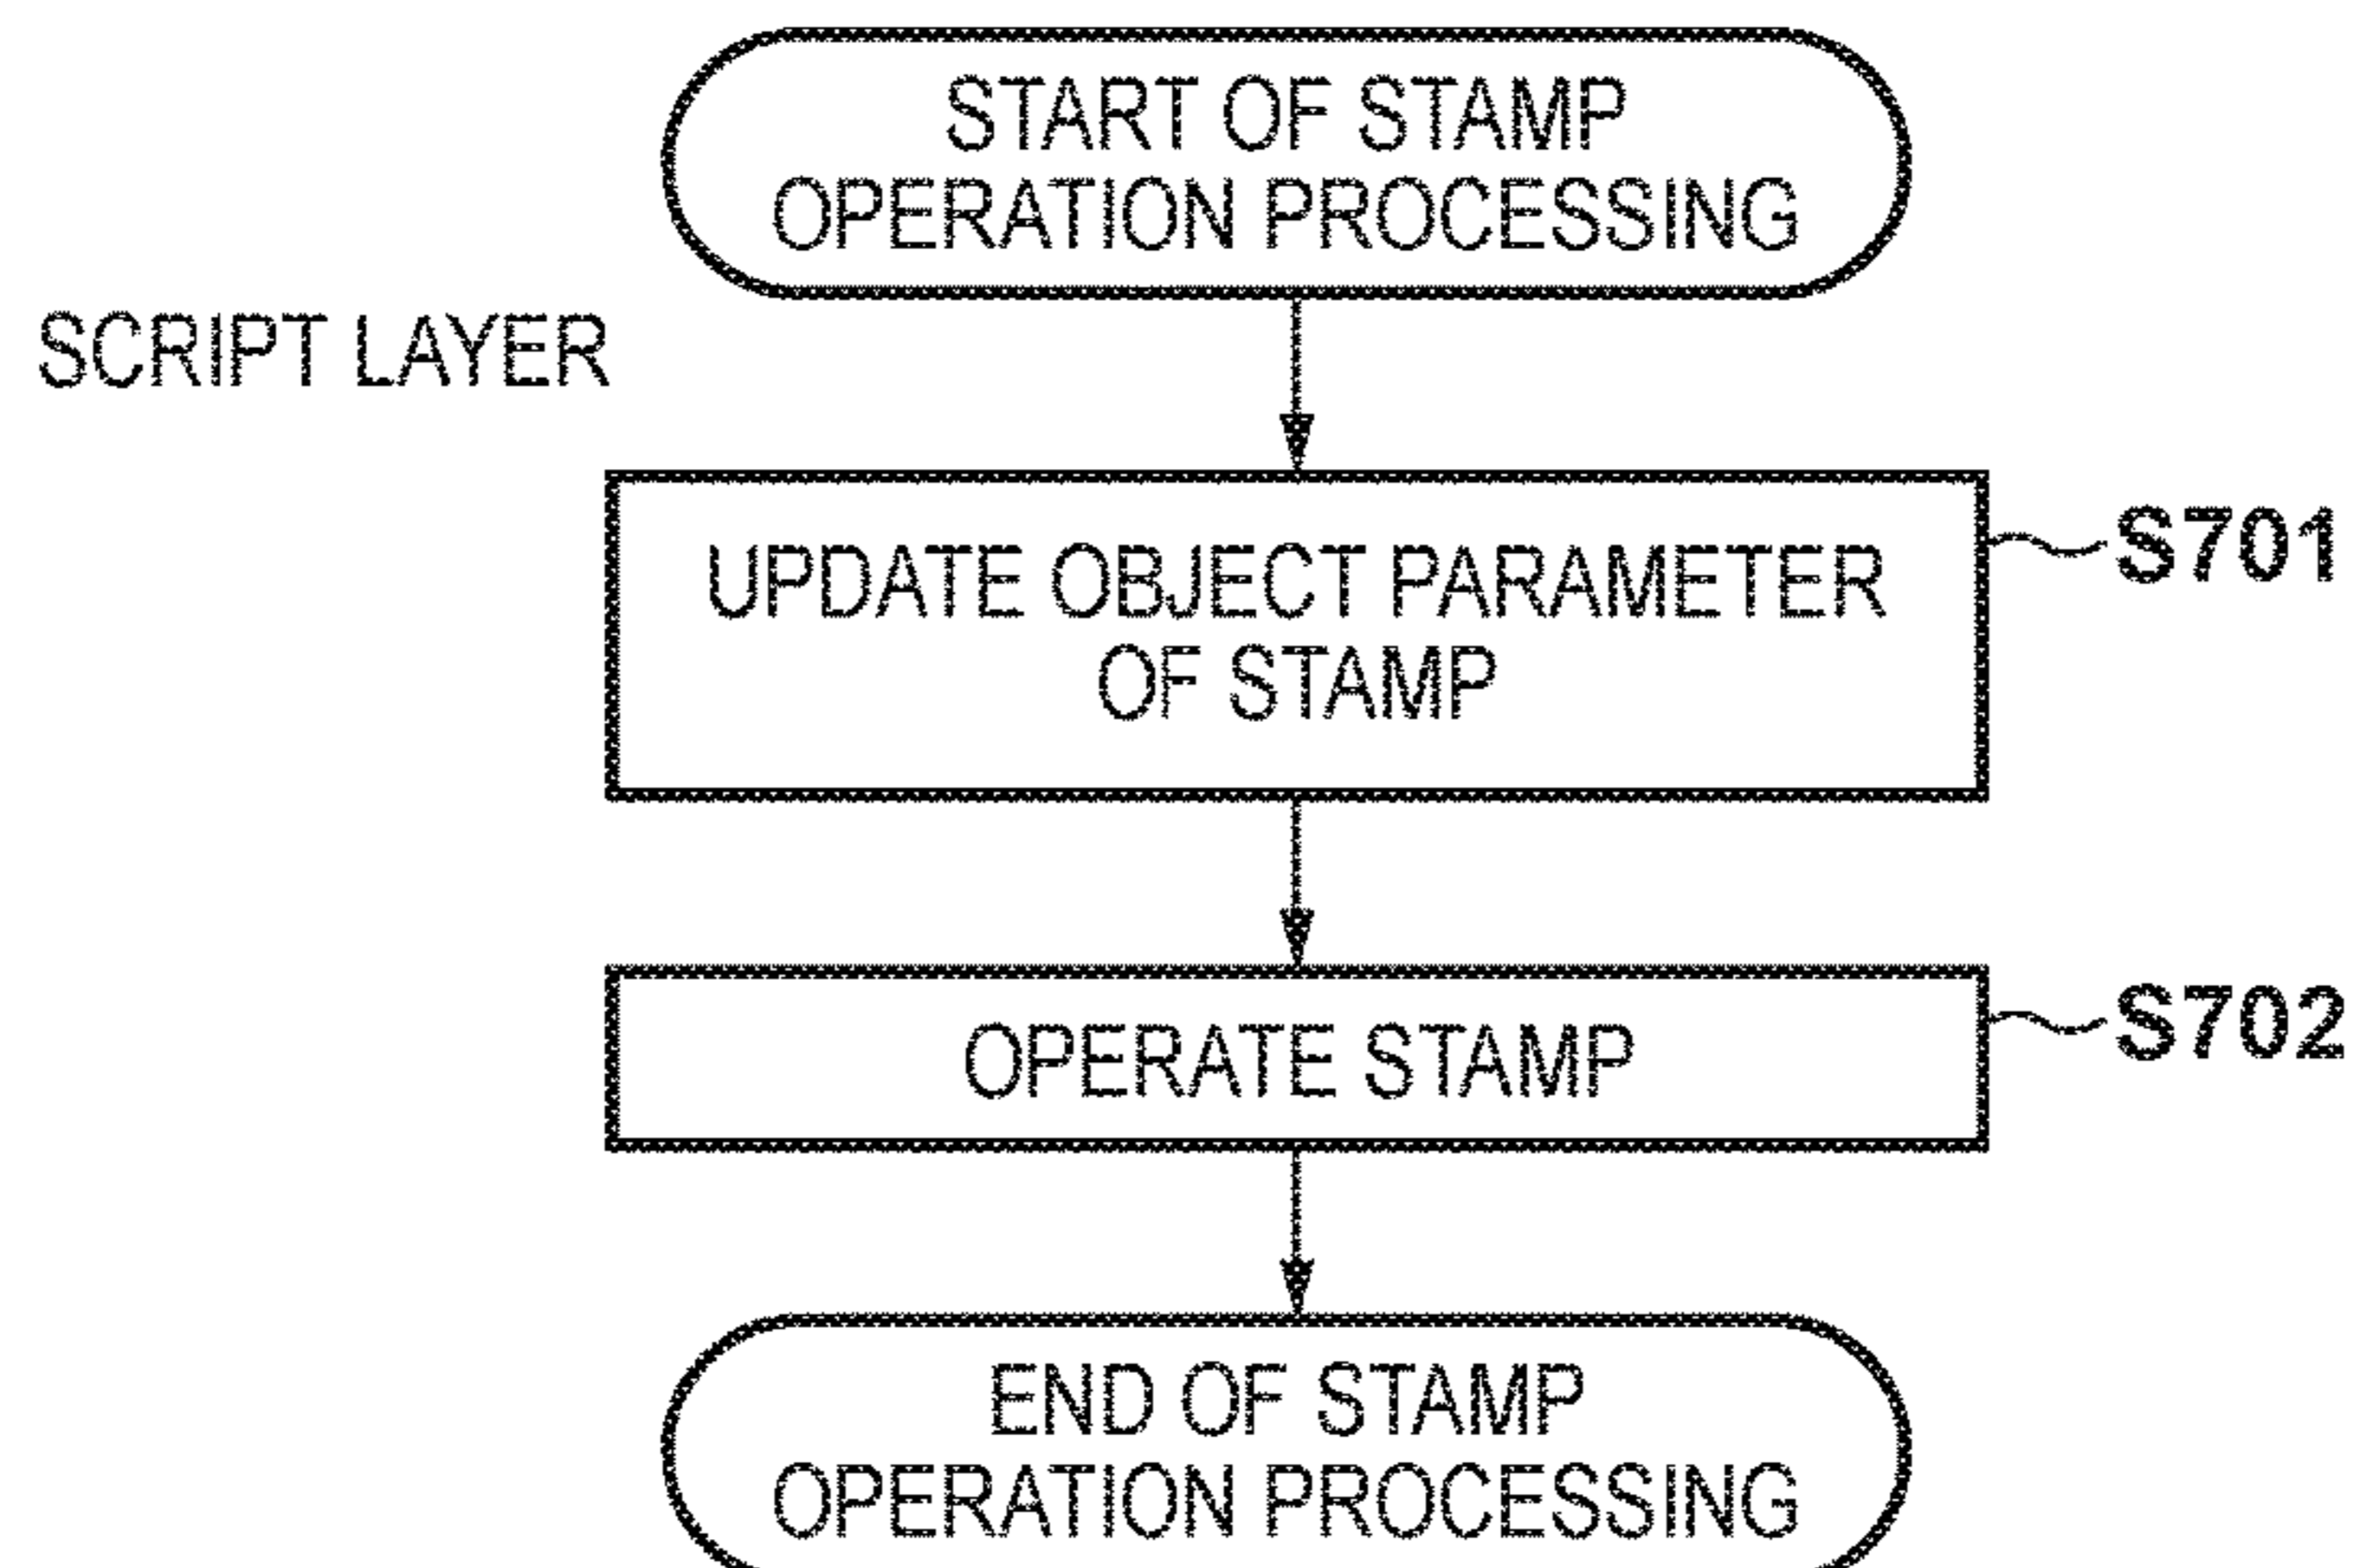 START OF STAMP
OPERATION PROCESSING
SCRIPT LAYER
UPDATE OBJECT PARAMETER
OF STAMP
S701
OPERATE STAMP
S702
END OF STAMP
OPERATION PROCESSING